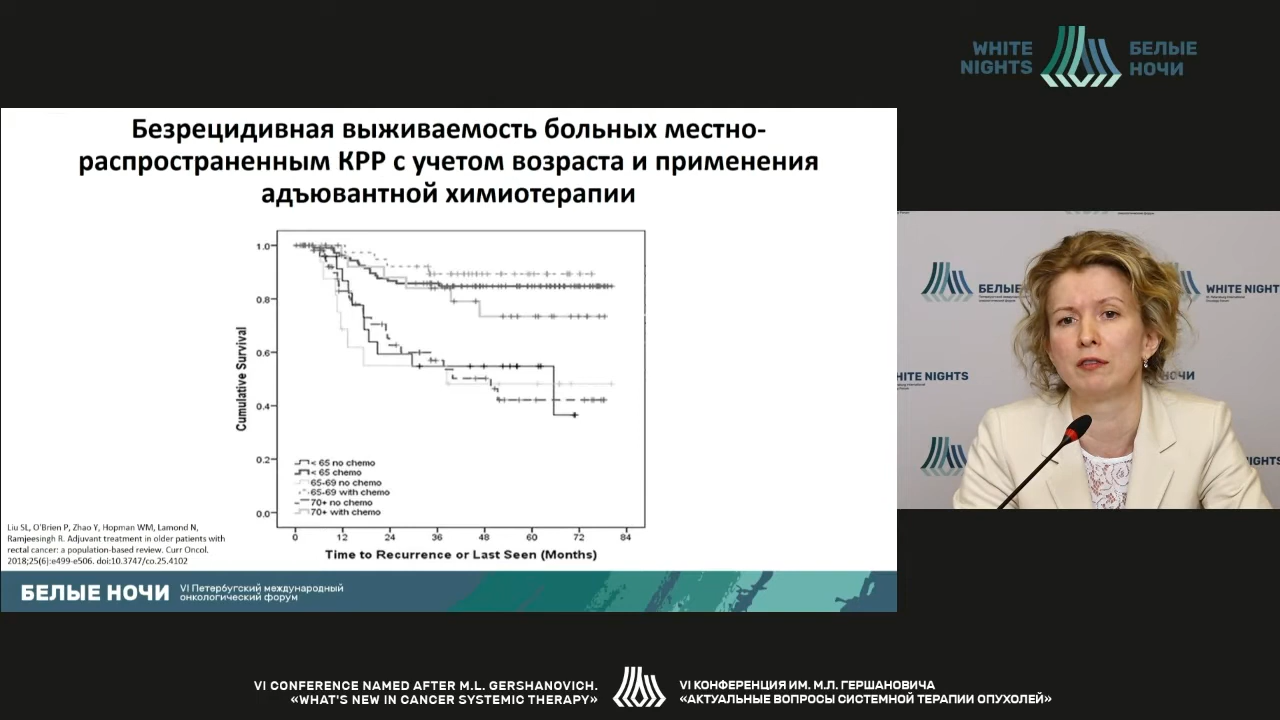 WHITE
NIGHTS
БЕЛЫЕ
НОЧИ
Безрецидивная выживаемость больных местно-
распространенным КРР с учетом возраста и применения
адъювантной химиотерапии
Cumulative Survival
1.0
0.8
0.6
0.4
0.2
0.0
< 65 no chemo
< 65 chemo
65-69 no chemo
65-69 with chemo
70+ no chemo
70+ with chemo
0 12 24 36 48 60 72 84
Time to Recurrence or Last Seen (Months)
Liu SL, O'Brien P, Zhao Y, Hopman WM, Lamond N,
Ramjeesingh R. Adjuvant treatment in older patients with
rectal cancer: a population-based review. Curr Oncol.
2018;25(6):e499-e506. doi:10.3747/co.25.4102
БЕЛЫЕ НОЧИ
VI Петербугский международный
онкологический форум
БЕЛЫЕ
WHITE NIGHT
HITE NIGHTS
НОЧИ
NIGHTS
VI CONFERENCE NAMED AFTER M.L. GERSHANOVICH.
«WHAT'S NEW IN CANCER SYSTEMIC THERAPY»
VI КОНФЕРЕНЦИЯ ИМ. М.Л. ГЕРШАНОВИЧА
«АКТУАЛЬНЫЕ ВОПРОСЫ СИСТЕМНОЙ ТЕРАПИИ ОПУХОЛЕЙ»